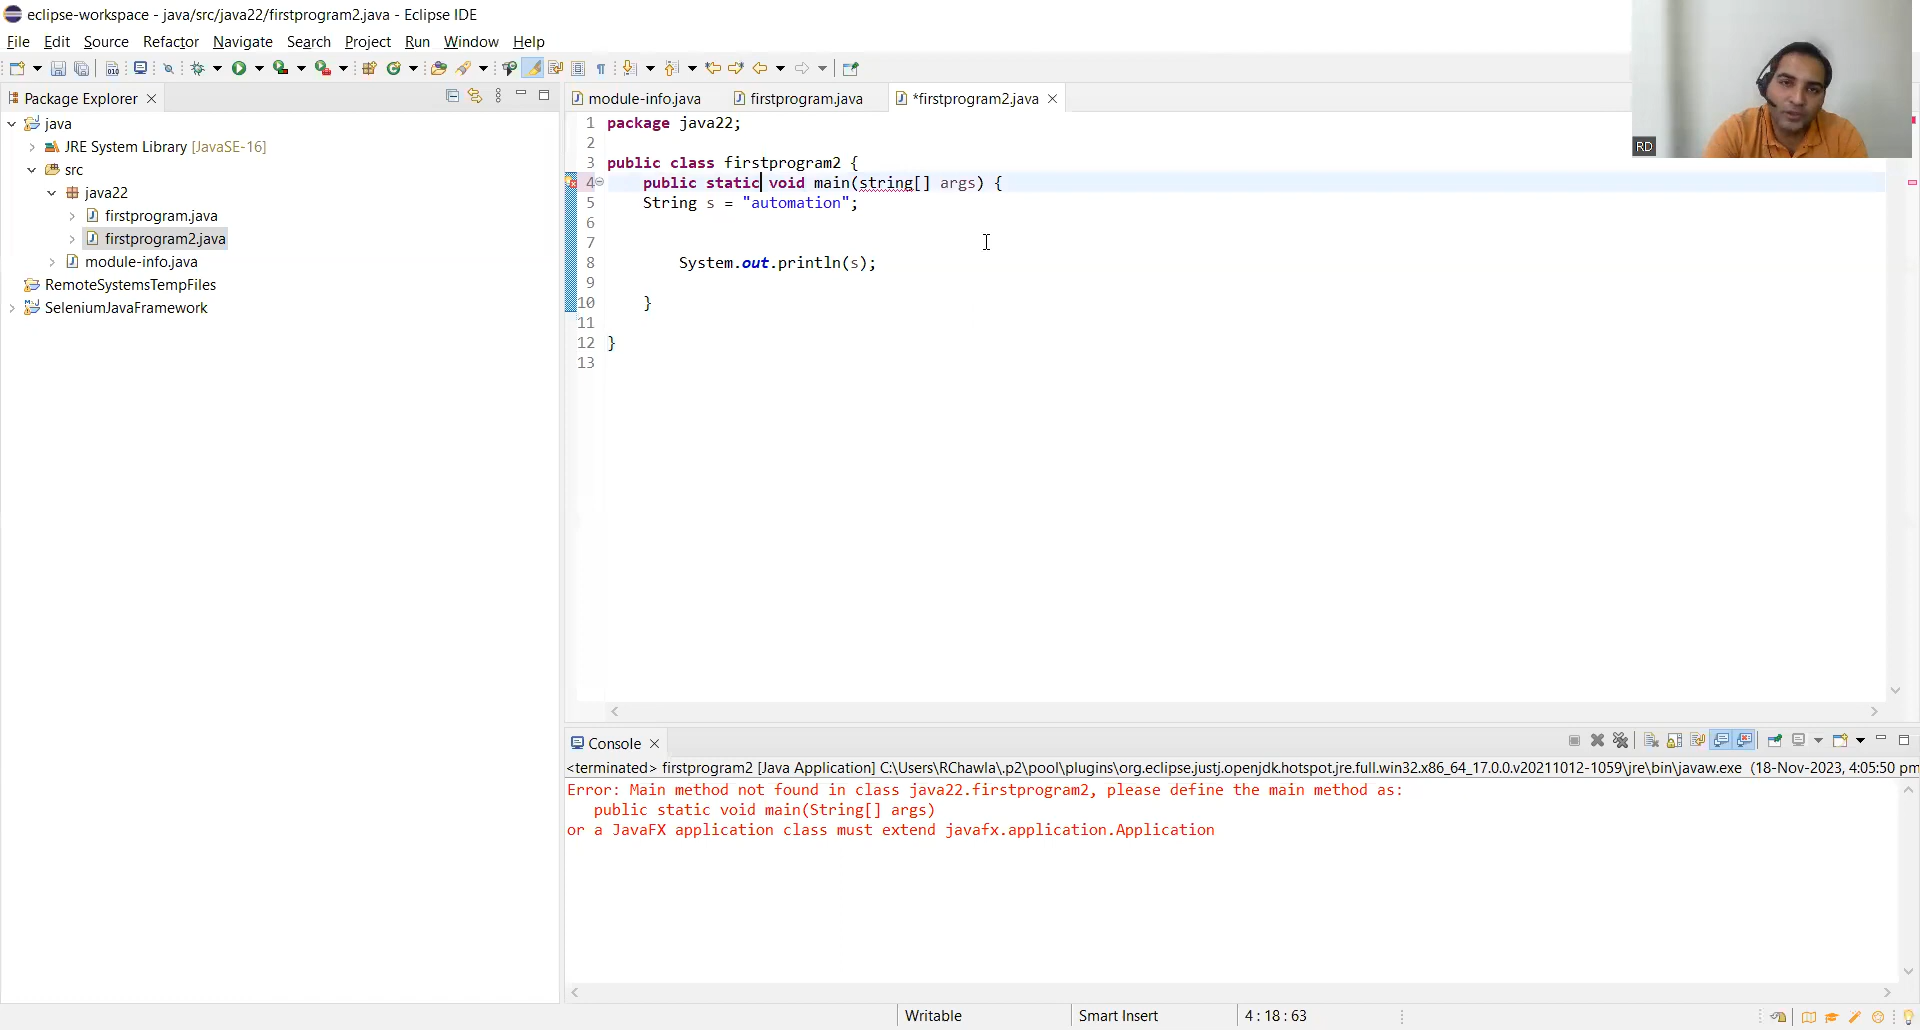 eclipse-workspace - java/src/java22/firstprogram2.java - Eclipse IDE
File Edit Source Refactor Navigate Search Project Run Window Help
Package Explorer
module-info.java firstprogram.java *firstprogram2.java
java
JRE System Library [JavaSE-16]
src
java22
firstprogram.java
firstprogram2.java
module-info.java
RemoteSystemsTempFiles
SeleniumJavaFramework
1 package java22;
2
3 public class firstprogram2 {
4 public static void main(string[] args) {
5 String s = "automation";
6
7
8 System.out.println(s);
9
10 }
11
12 }
13
RD
Console
<terminated> firstprogram2 [Java Application] C:\Users\RChawla\.p2\pool\plugins\org.eclipse.justj.openjdk.hotspot.jre.full.win32.x86_64_17.0.0.v20211012-1059\jre\bin\javaw.exe (18-Nov-2023, 4:05:50 pm
Error: Main method not found in class java22.firstprogram2, please define the main method as:
public static void main(String[] args)
or a JavaFX application class must extend javafx.application.Application
Writable Smart Insert 4 : 18 : 63